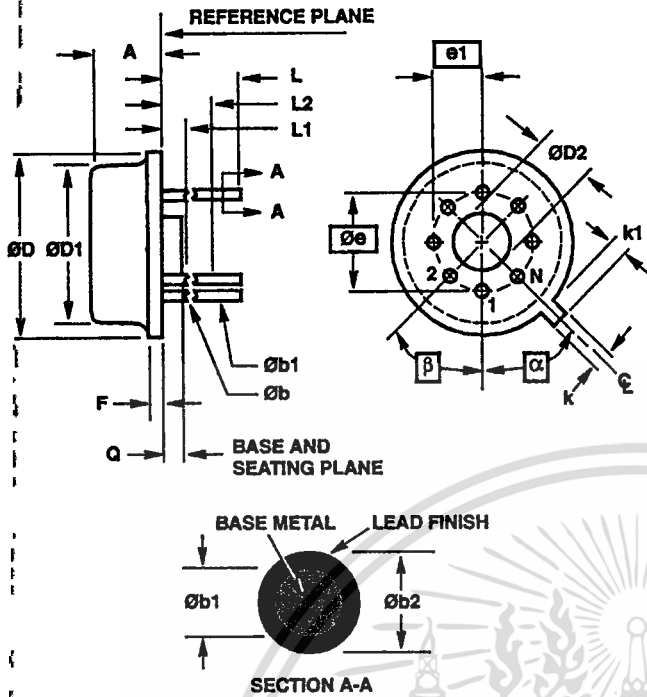 REFERENCE PLANE
A
L
L2
L1
A
A
ØD
ØD1
Øb1
Øb
F
Q
BASE AND
SEATING PLANE
e1
ØD2
k1
Øe
2
N
1
β
α
k
℄
BASE METAL
LEAD FINISH
Øb1
Øb2
SECTION A-A